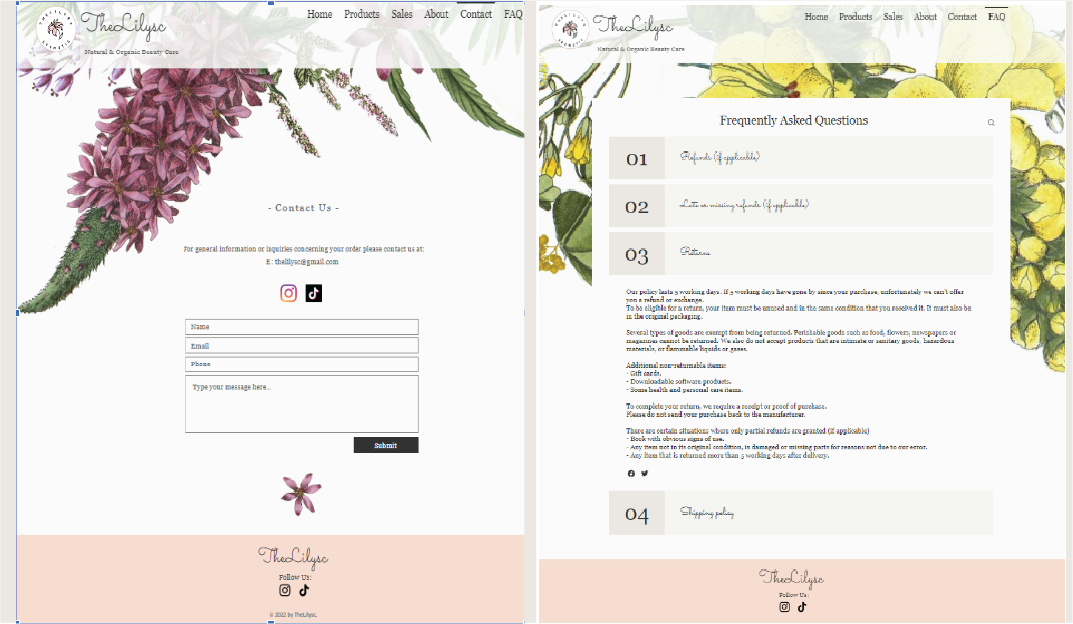 TheLilysc
Natural & Organic Beauty Care
Home Products Sales About Contact FAQ
- Contact Us -
For general information or inquiries concerning your order please contact us at:
E: thelilysc@gmail.com
Name
Email
Phone
Type your message here...
Submit
TheLilysc
Follow Us:
© 2022 by TheLilysc.
TheLilysc
Natural & Organic Beauty Care
Home Products Sales About Contact FAQ
Frequently Asked Questions
01 Refunds (if applicable)
02 Late or missing refunds (if applicable)
03 Returns
Our policy lasts 5 working days. If 5 working days have gone by since your purchase, unfortunately we can't offer
you a refund or exchange.
To be eligible for a return, your item must be unused and in the same condition that you received it. It must also be
in the original packaging.
Several types of goods are exempt from being returned. Perishable goods such as food, flowers, newspapers or
magazines cannot be returned. We also do not accept products that are intimate or sanitary goods, hazardous
materials, or flammable liquids or gases.
Additional non-returnable items:
- Gift cards.
- Downloadable software products.
- Some health and personal care items.
To complete your return, we require a receipt or proof of purchase.
Please do not send your purchase back to the manufacturer.
There are certain situations where only partial refunds are granted (if applicable)
- Book with obvious signs of use.
- Any item not in its original condition, is damaged or missing parts for reasons not due to our error.
- Any item that is returned more than 5 working days after delivery.
04 Shipping policy
TheLilysc
Follow Us: